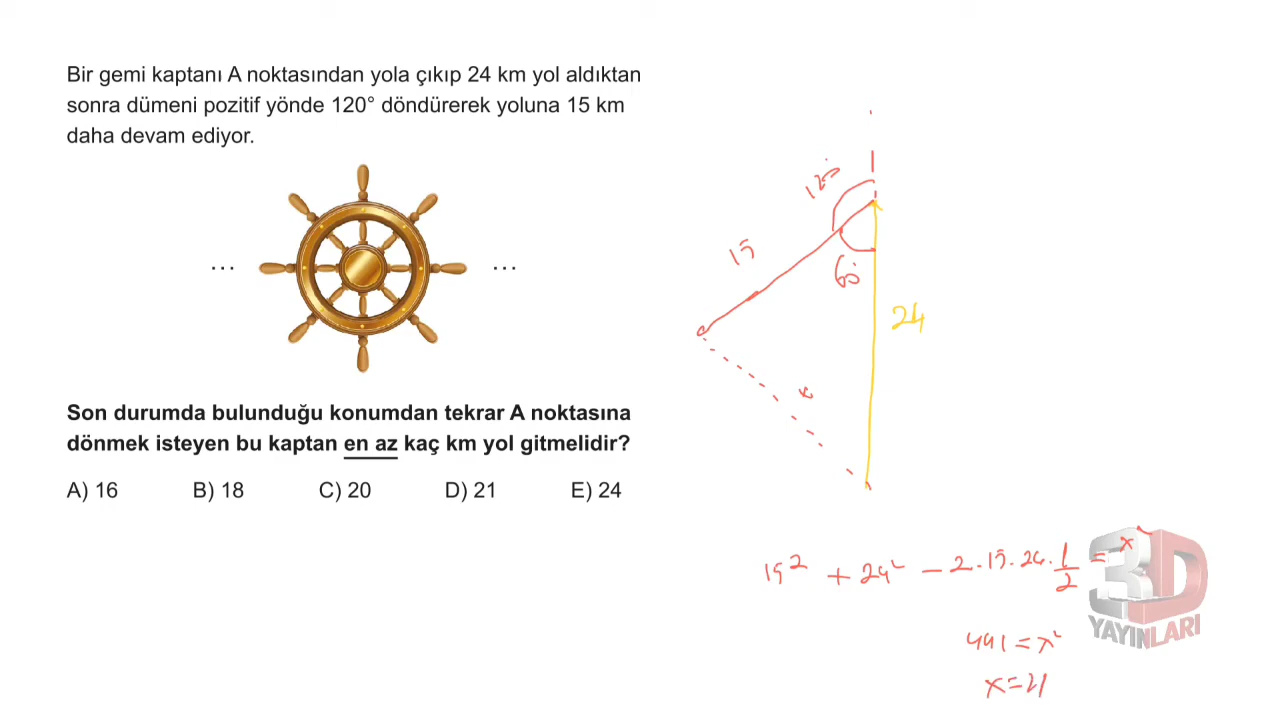 Bir gemi kaptanı A noktasından yola çıkıp 24 km yol aldıktan
sonra dümeni pozitif yönde 120° döndürerek yoluna 15 km
daha devam ediyor.
... ...
Son durumda bulunduğu konumdan tekrar A noktasına
dönmek isteyen bu kaptan en az kaç km yol gitmelidir?
A) 16 B) 18 C) 20 D) 21 E) 24
120°
15
60°
24
x
15² + 24² - 2.15.24.1/2 = x²
441 = x²
x = 21
3D
YAYINLARI